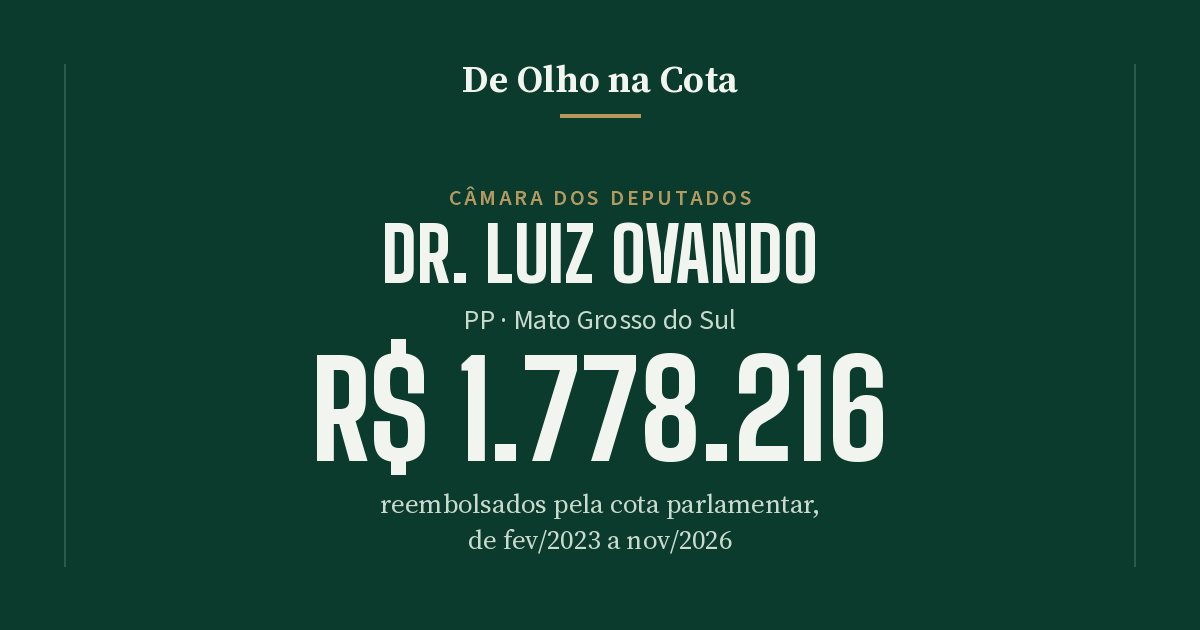 De Olho na Cota
CÂMARA DOS DEPUTADOS
DR. LUIZ OVANDO
PP · Mato Grosso do Sul
R$ 1.778.216
reembolsados pela cota parlamentar,
de fev/2023 a nov/2026